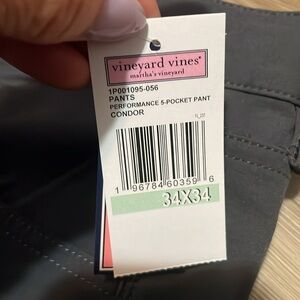 vineyard vines®
martha's vineyard
1P001095-056
PANTS
PERFORMANCE 5-POCKET PANT
CONDOR
1 96784 60359 6
34X34